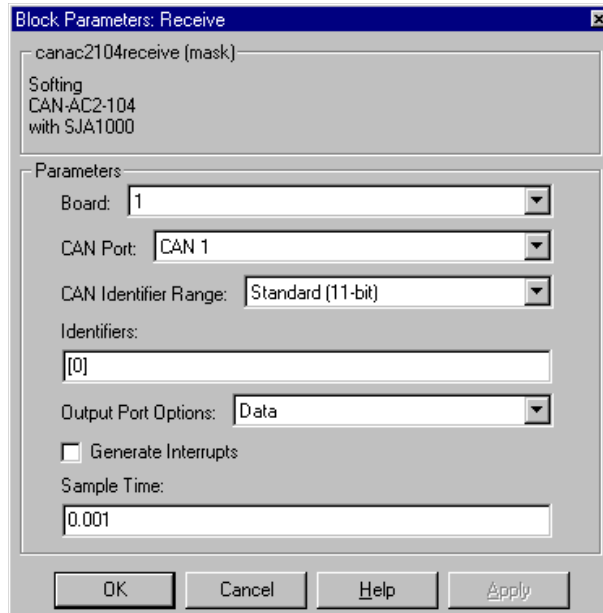 Block Parameters: Receive
canac2104receive (mask)
Softing
CAN-AC2-104
with SJA1000
Parameters
Board: 1
CAN Port: CAN 1
CAN Identifier Range: Standard (11-bit)
Identifiers:
[0]
Output Port Options: Data
Generate Interrupts
Sample Time:
0.001
OK Cancel Help Apply